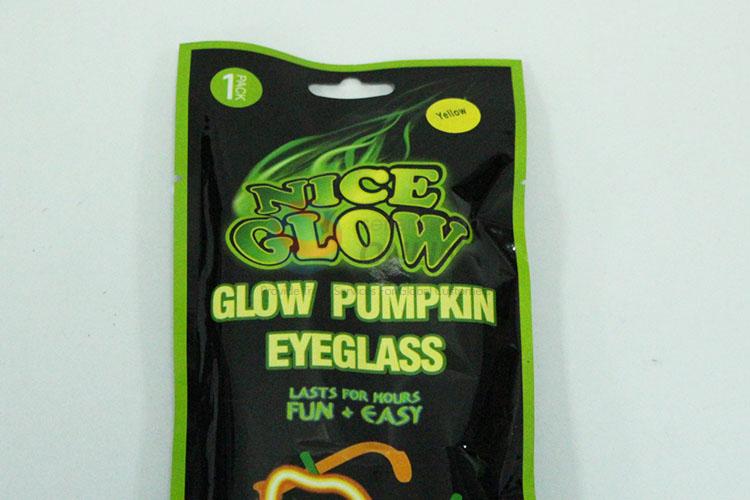 1
PACK
Yellow
NICE
GLOW
GLOW PUMPKIN
EYEGLASS
LASTS FOR HOURS
FUN + EASY